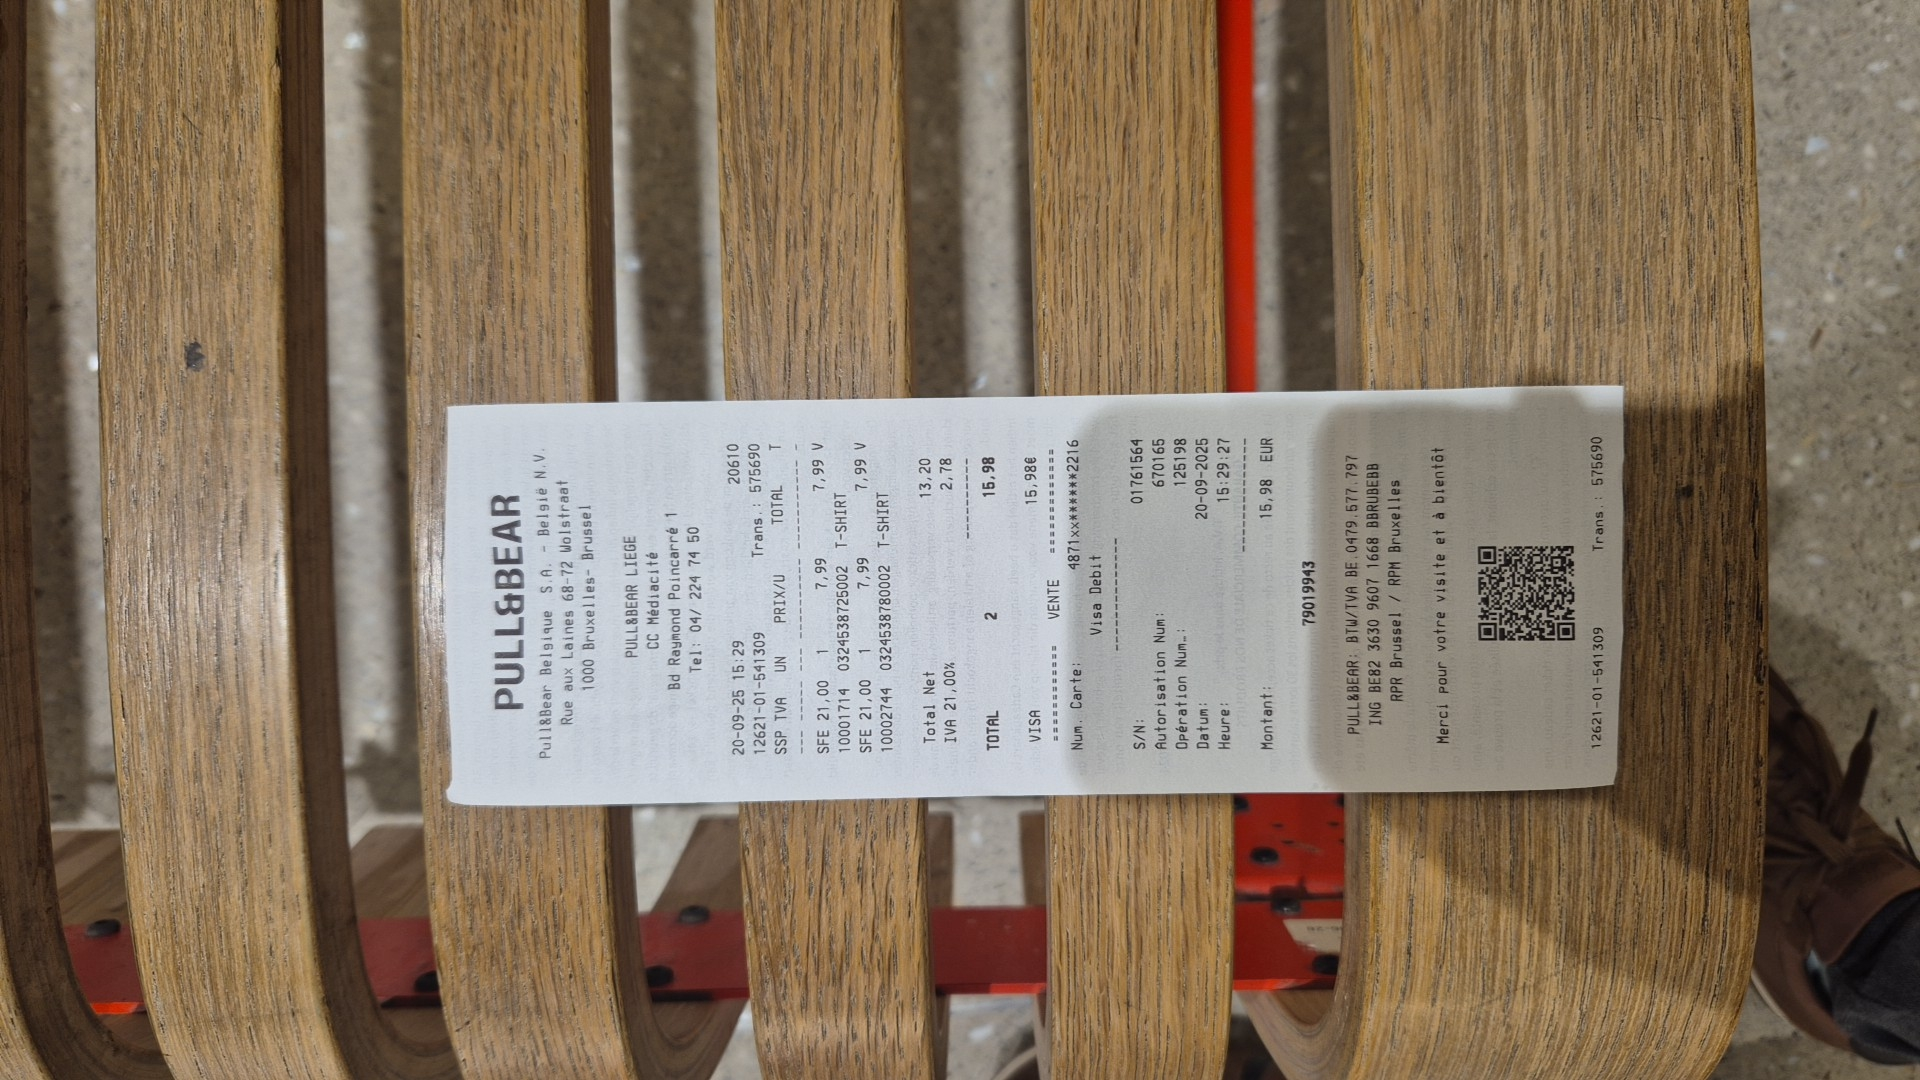 PULL&BEAR
Pull&Bear Belgique S.A. - België N.V.
Rue aux Laines 68-72 Wolstraat
1000 Bruxelles- Brussel
PULL&BEAR LIEGE
CC Médiacité
Bd Raymond Poincarré 1
Tel: 04/ 224 74 50
20-09-25 15:29 20610
12621-01-541309 Trans.: 575690
SSP TVA UN PRIX/U TOTAL T
SFE 21,00 1 7,99 7,99 V
10001714 0324538725002 T-SHIRT
SFE 21,00 1 7,99 7,99 V
10002744 0324538780002 T-SHIRT
Total Net 13,20
IVA 21,00% 2,78
TOTAL 2 15,98
VISA 15,98€
=========== VENTE ============
Num. Carte: 4871xx*******2216
Visa Debit
S/N: 01761564
Autorisation Num: 670165
Opération Num.: 125198
Datum: 20-09-2025
Heure: 15:29:27
Montant: 15,98 EUR
79019943
PULL&BEAR: BTW/TVA BE 0479.577.797
ING BE82 3630 9607 1668 BBRUBEBB
RPR Brussel / RPM Bruxelles
Merci pour votre visite et à bientôt
12621-01-541309 Trans.: 575690